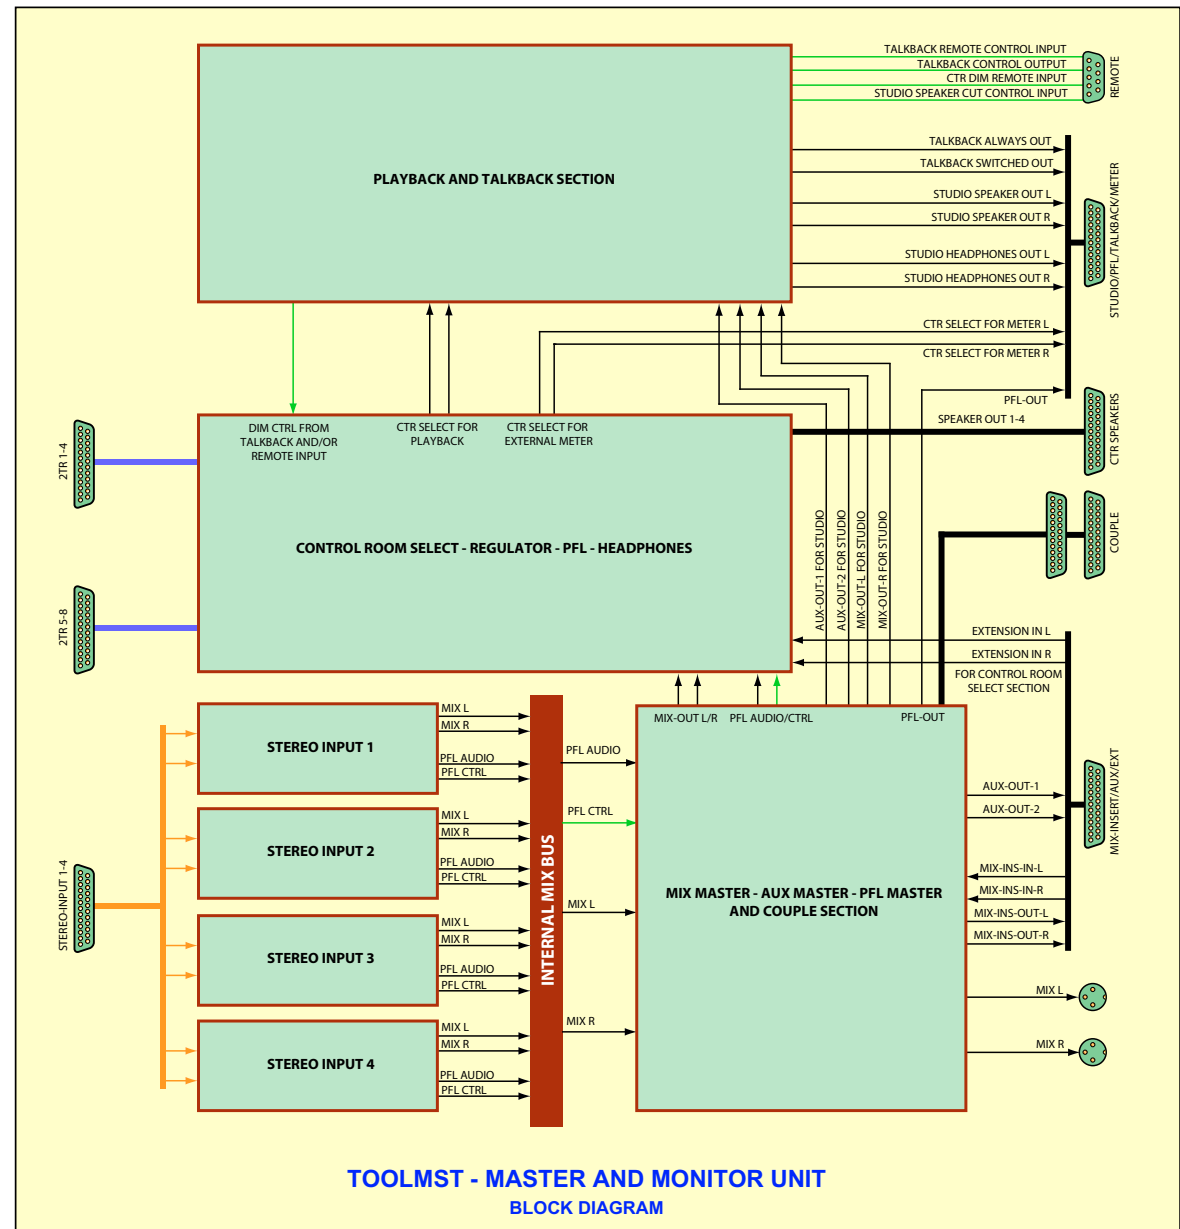 TALKBACK REMOTE CONTROL INPUT
TALKBACK CONTROL OUTPUT
CTR DIM REMOTE INPUT
STUDIO SPEAKER CUT CONTROL INPUT
REMOTE
PLAYBACK AND TALKBACK SECTION
TALKBACK ALWAYS OUT
TALKBACK SWITCHED OUT
STUDIO SPEAKER OUT L
STUDIO SPEAKER OUT R
STUDIO HEADPHONES OUT L
STUDIO HEADPHONES OUT R
STUDIO/PFL/TALKBACK/METER
CTR SELECT FOR METER L
CTR SELECT FOR METER R
PFL-OUT
SPEAKER OUT 1-4
CTR SPEAKERS
DIM CTRL FROM
TALKBACK AND/OR
REMOTE INPUT
CTR SELECT FOR
PLAYBACK
CTR SELECT FOR
EXTERNAL METER
2TR 1-4
CONTROL ROOM SELECT - REGULATOR - PFL - HEADPHONES
2TR 5-8
AUX-OUT-1 FOR STUDIO
AUX-OUT-2 FOR STUDIO
MIX-OUT-L FOR STUDIO
MIX-OUT-R FOR STUDIO
COUPLE
EXTENSION IN L
EXTENSION IN R
FOR CONTROL ROOM
SELECT SECTION
MIX-OUT L/R
PFL AUDIO/CTRL
PFL-OUT
STEREO INPUT 1
MIX L
MIX R
PFL AUDIO
PFL CTRL
STEREO INPUT 2
MIX L
MIX R
PFL AUDIO
PFL CTRL
STEREO INPUT 3
MIX L
MIX R
PFL AUDIO
PFL CTRL
STEREO INPUT 4
MIX L
MIX R
PFL AUDIO
PFL CTRL
STEREO-INPUT 1-4
INTERNAL MIX BUS
PFL AUDIO
PFL CTRL
MIX L
MIX R
MIX MASTER - AUX MASTER - PFL MASTER
AND COUPLE SECTION
AUX-OUT-1
AUX-OUT-2
MIX-INS-IN-L
MIX-INS-IN-R
MIX-INS-OUT-L
MIX-INS-OUT-R
MIX-INSERT/AUX/EXT
MIX L
MIX R
TOOLMST - MASTER AND MONITOR UNIT
BLOCK DIAGRAM